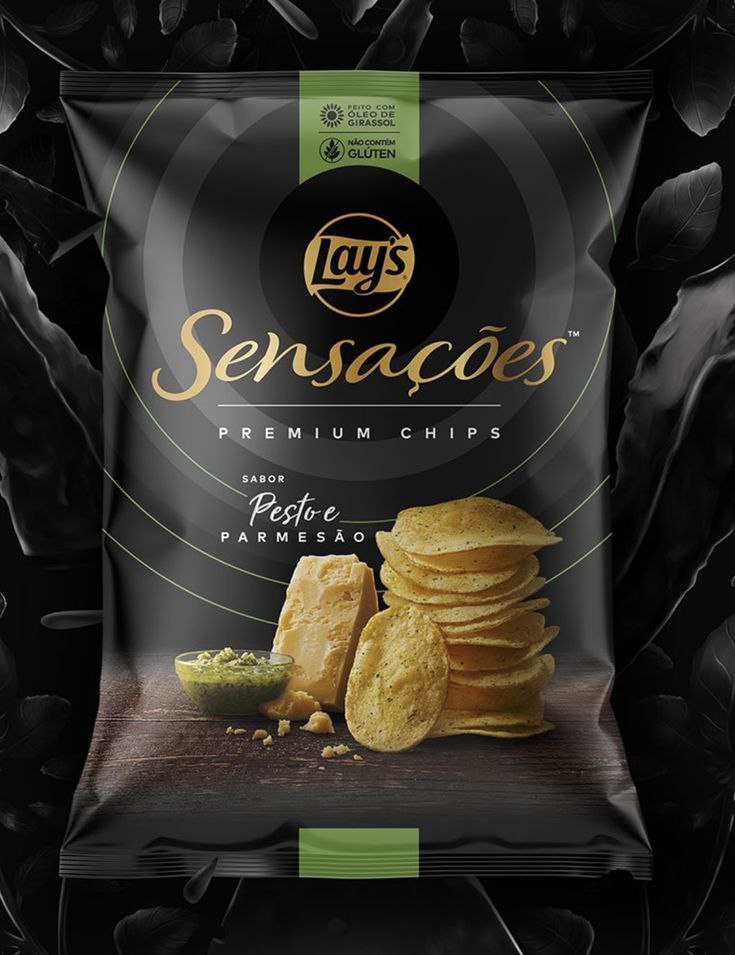 FEITO COM
ÓLEO DE
GIRASSOL
NÃO CONTÉM
GLÚTEN
Lay's®
Sensações™
PREMIUM CHIPS
SABOR
Pesto e
PARMESÃO